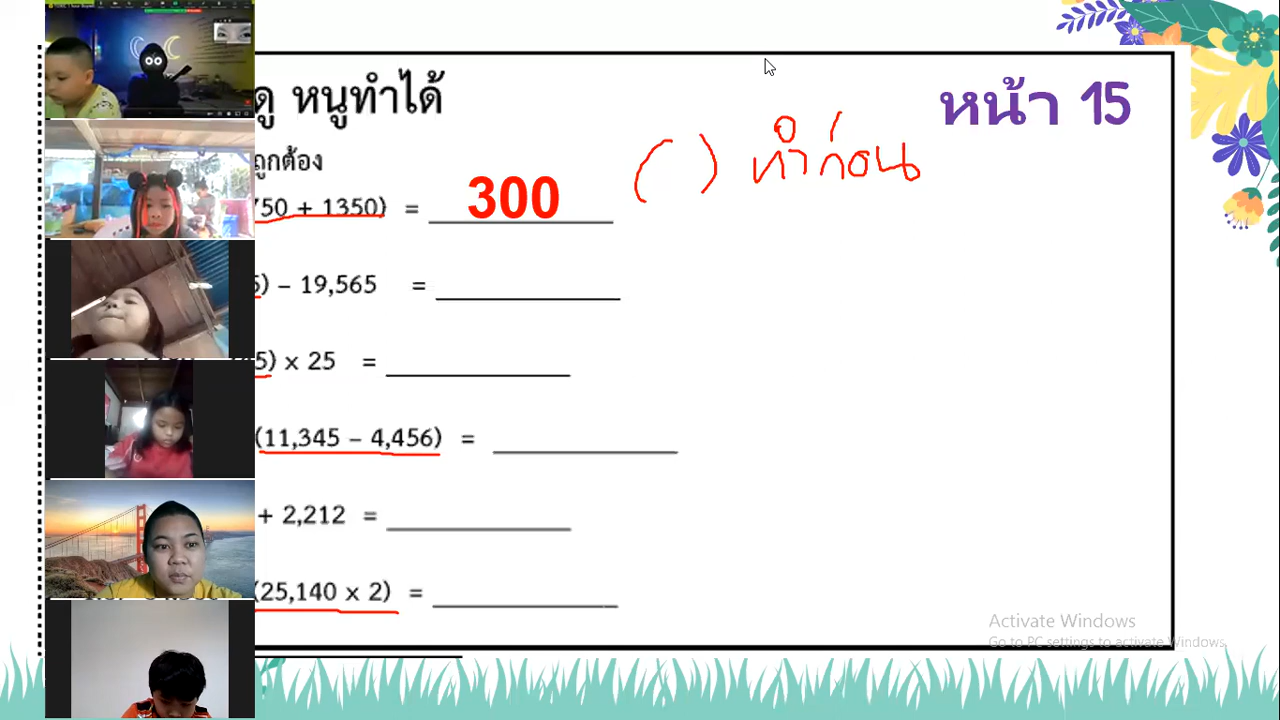 ดู หนูทำได้
หน้า 15
( ) ทำก่อน
ถูกต้อง
50 + 1350) = 300
5) – 19,565 =
5) x 25 =
(11,345 – 4,456) =
+ 2,212 =
(25,140 x 2) =
Activate Windows
Go to PC settings to activate Windows.